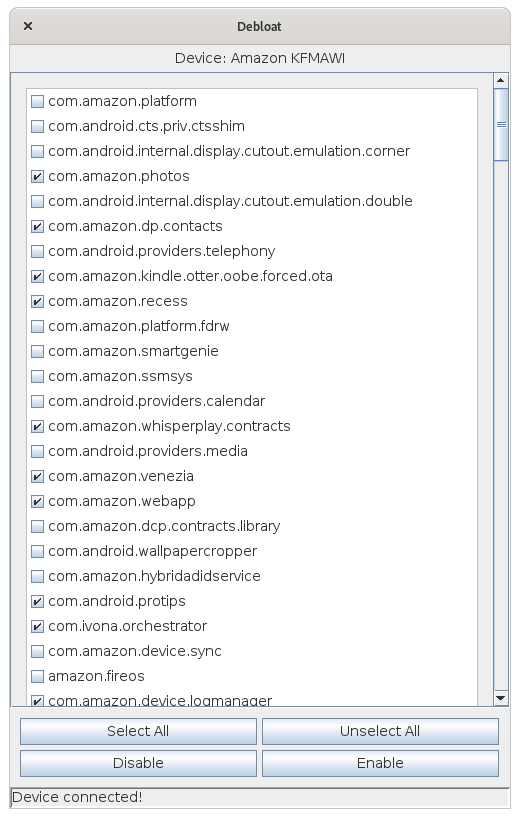 Debloat
Device: Amazon KFMAWI
com.amazon.platform
com.android.cts.priv.ctsshim
com.android.internal.display.cutout.emulation.corner
com.amazon.photos
com.android.internal.display.cutout.emulation.double
com.amazon.dp.contacts
com.android.providers.telephony
com.amazon.kindle.otter.oobe.forced.ota
com.amazon.recess
com.amazon.platform.fdrw
com.amazon.smartgenie
com.amazon.ssmsys
com.android.providers.calendar
com.amazon.whisperplay.contracts
com.android.providers.media
com.amazon.venezia
com.amazon.webapp
com.amazon.dcp.contracts.library
com.android.wallpapercropper
com.amazon.hybridadidservice
com.android.protips
com.ivona.orchestrator
com.amazon.device.sync
amazon.fireos
com.amazon.device.logmanager
Select All
Unselect All
Disable
Enable
Device connected!